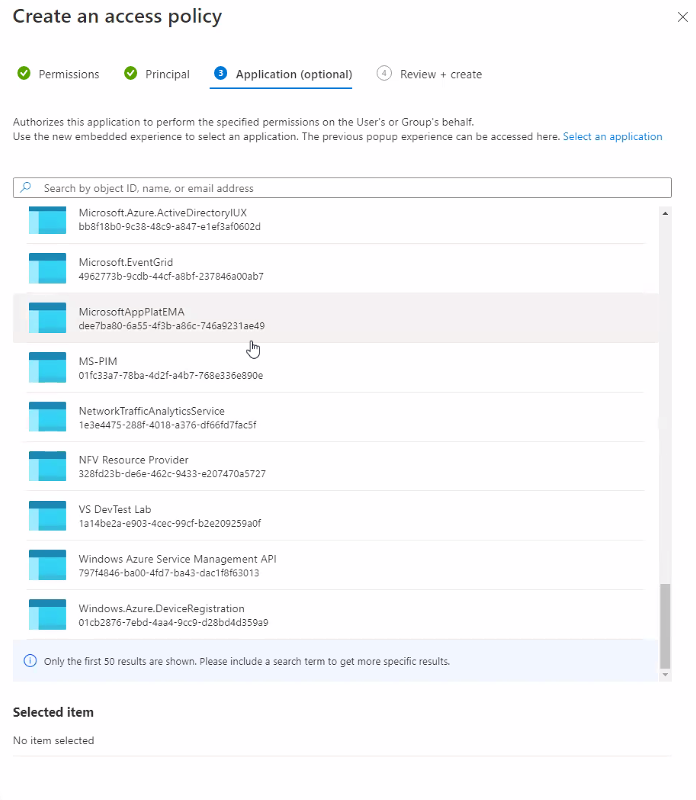 Create an access policy
Permissions
Principal
3 Application (optional)
4 Review + create
Authorizes this application to perform the specified permissions on the User's or Group's behalf.
Use the new embedded experience to select an application. The previous popup experience can be accessed here. Select an application
Search by object ID, name, or email address
Microsoft.Azure.ActiveDirectoryIUX
bb8f18b0-9c38-48c9-a847-e1ef3af0602d
Microsoft.EventGrid
4962773b-9cdb-44cf-a8bf-237846a00ab7
MicrosoftAppPlatEMA
dee7ba80-6a55-4f3b-a86c-746a9231ae49
MS-PIM
01fc33a7-78ba-4d2f-a4b7-768e336e890e
NetworkTrafficAnalyticsService
1e3e4475-288f-4018-a376-df66fd7fac5f
NFV Resource Provider
328fd23b-de6e-462c-9433-e207470a5727
VS DevTest Lab
1a14be2a-e903-4cec-99cf-b2e209259a0f
Windows Azure Service Management API
797f4846-ba00-4fd7-ba43-dac1f8f63013
Windows.Azure.DeviceRegistration
01cb2876-7ebd-4aa4-9cc9-d28bd4d359a9
Only the first 50 results are shown. Please include a search term to get more specific results.
Selected item
No item selected